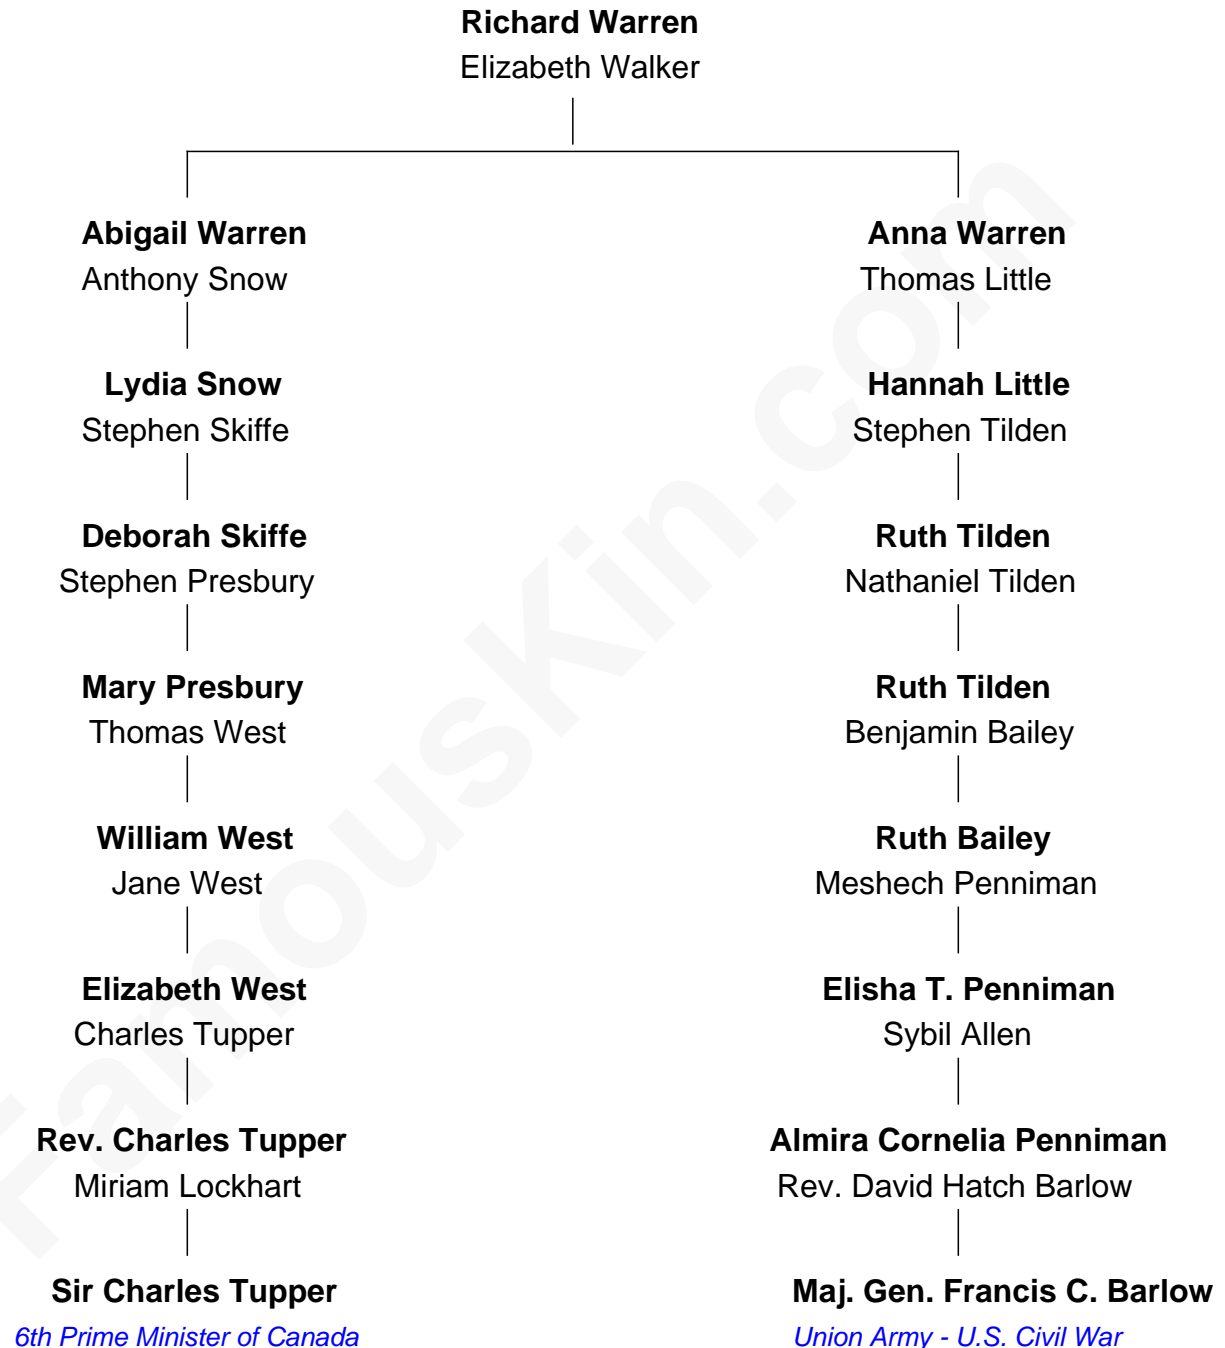 Richard Warren
Elizabeth Walker
Abigail Warren
Anthony Snow
Anna Warren
Thomas Little
Lydia Snow
Stephen Skiffe
Hannah Little
Stephen Tilden
Deborah Skiffe
Stephen Presbury
Ruth Tilden
Nathaniel Tilden
Mary Presbury
Thomas West
Ruth Tilden
Benjamin Bailey
William West
Jane West
Ruth Bailey
Meshech Penniman
Elizabeth West
Charles Tupper
Elisha T. Penniman
Sybil Allen
Rev. Charles Tupper
Miriam Lockhart
Almira Cornelia Penniman
Rev. David Hatch Barlow
Sir Charles Tupper
6th Prime Minister of Canada
Maj. Gen. Francis C. Barlow
Union Army - U.S. Civil War
FamousKin.com